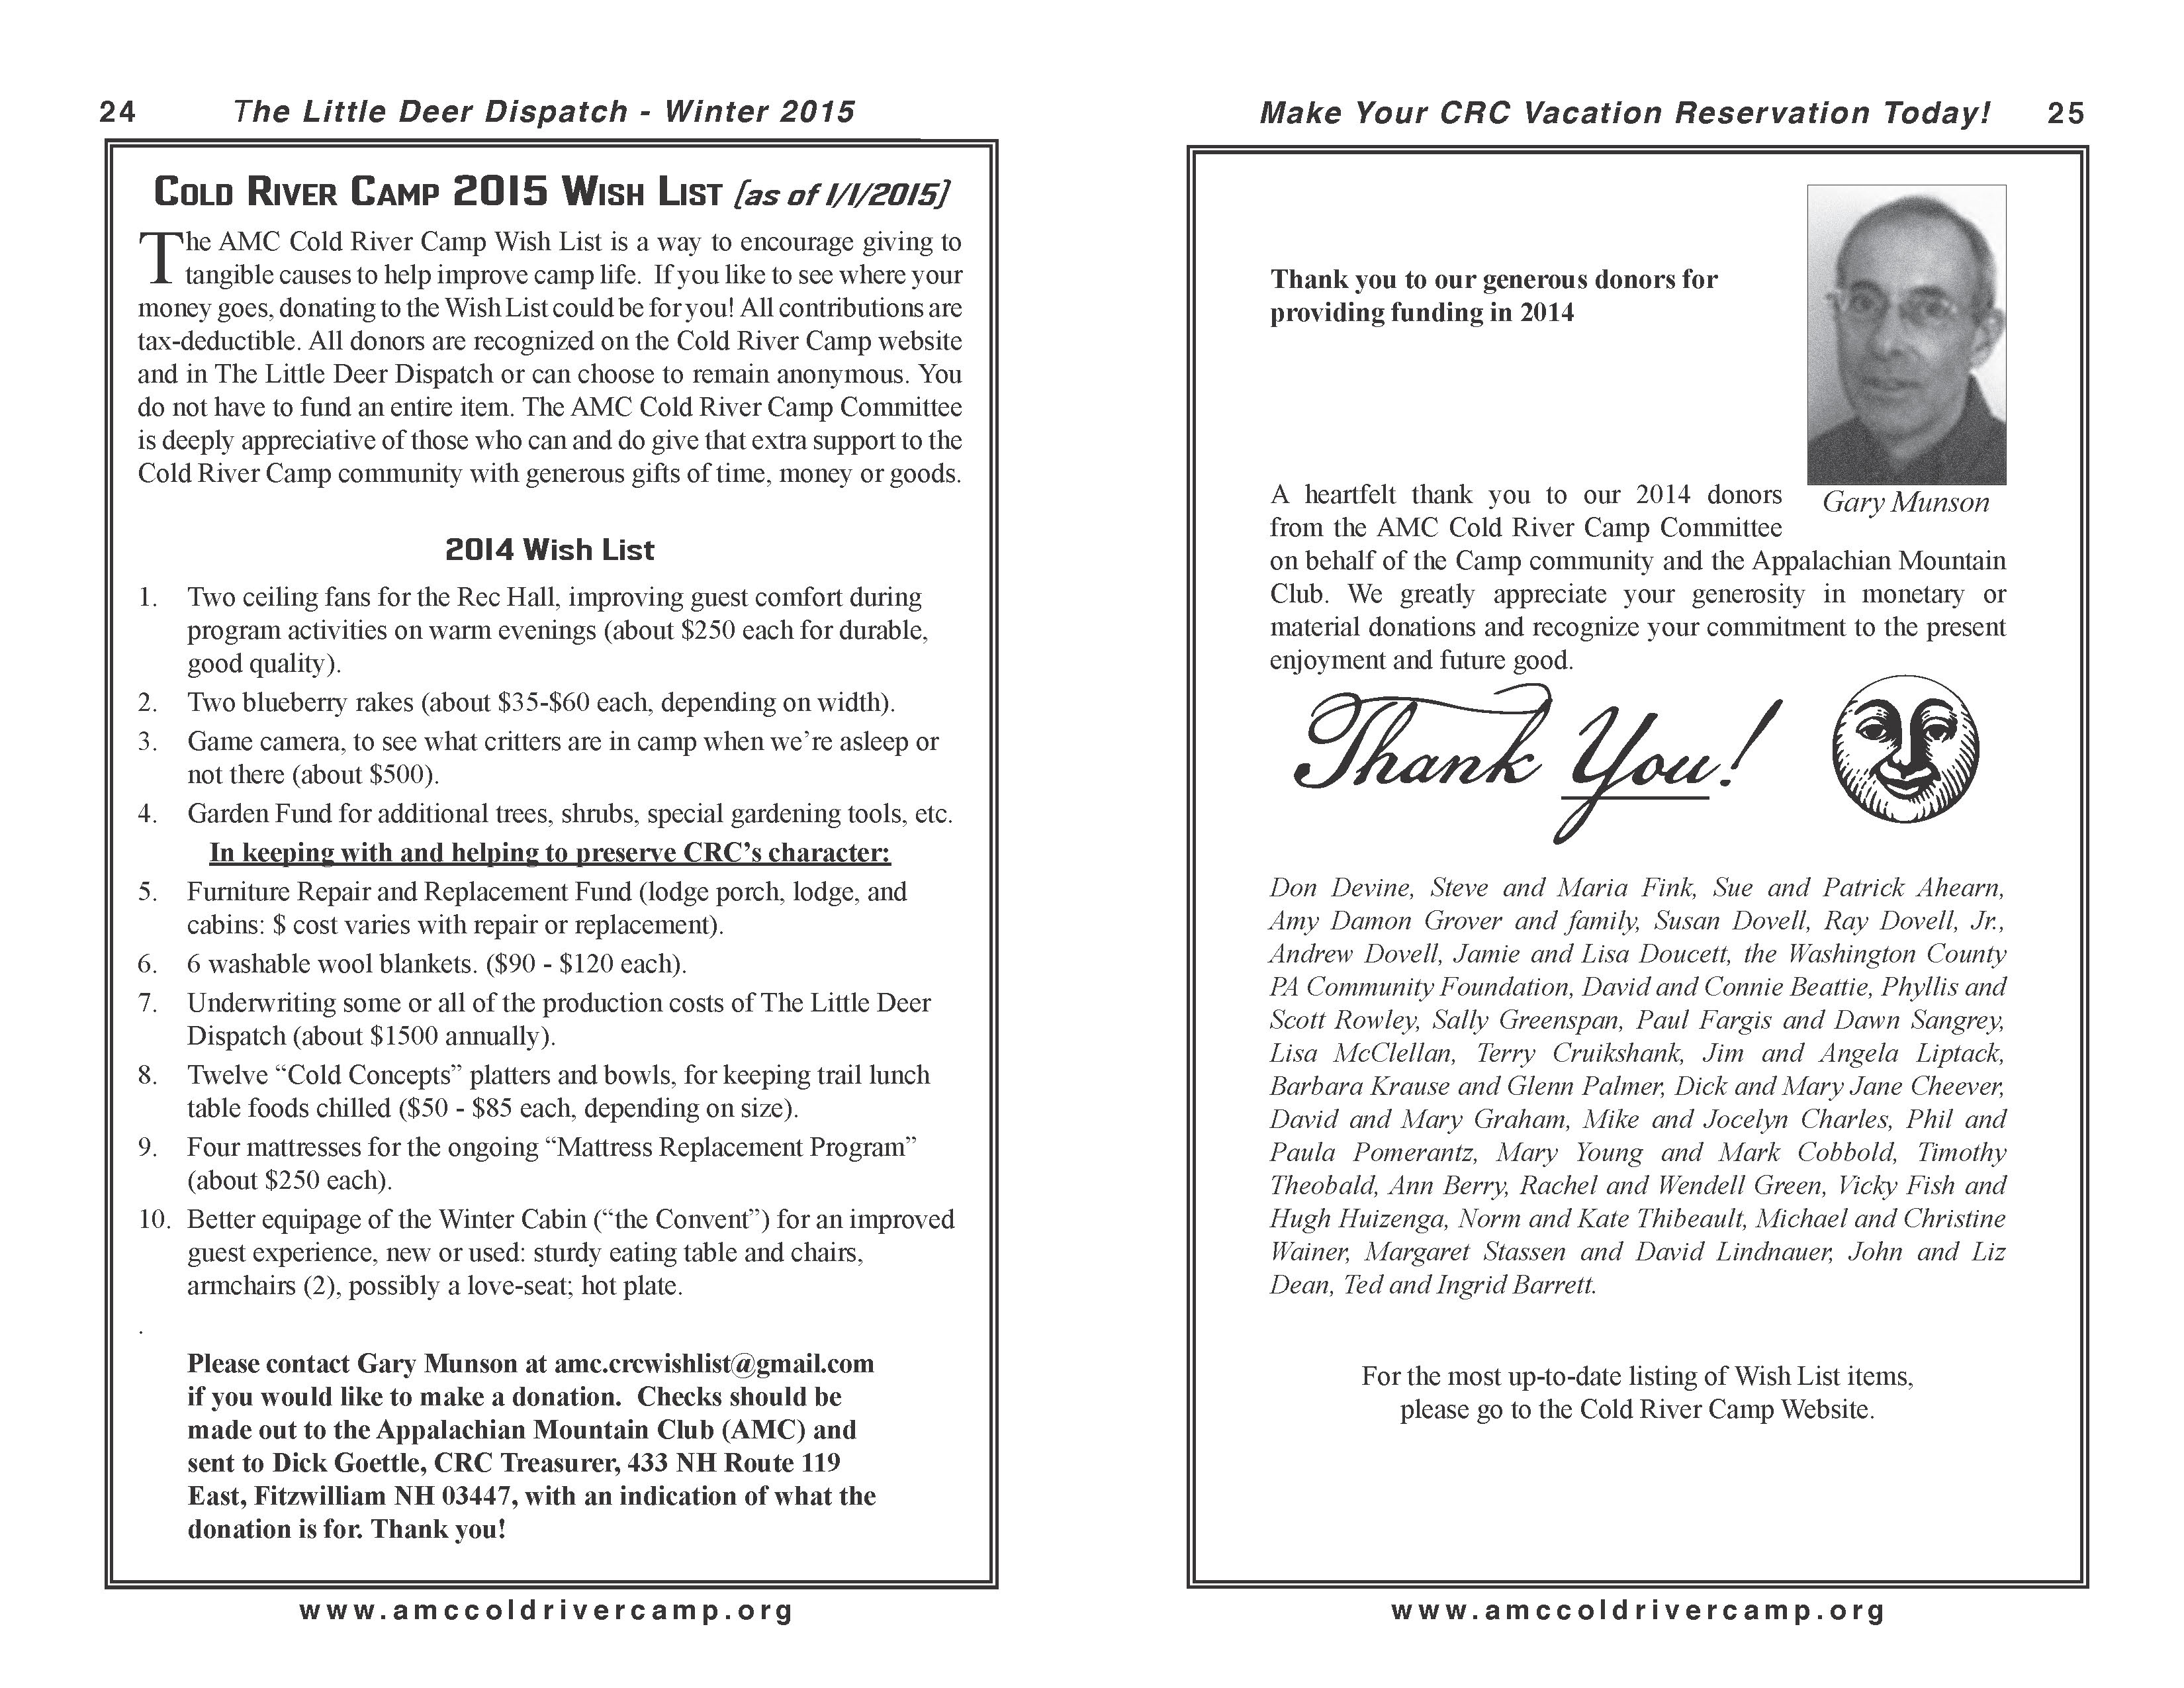 24 The Little Deer Dispatch - Winter 2015
Cold River Camp 2015 Wish List (as of 1/1/2015)
The AMC Cold River Camp Wish List is a way to encourage giving to
tangible causes to help improve camp life. If you like to see where your
money goes, donating to the Wish List could be for you! All contributions are
tax-deductible. All donors are recognized on the Cold River Camp website
and in The Little Deer Dispatch or can choose to remain anonymous. You
do not have to fund an entire item. The AMC Cold River Camp Committee
is deeply appreciative of those who can and do give that extra support to the
Cold River Camp community with generous gifts of time, money or goods.
2014 Wish List
1. Two ceiling fans for the Rec Hall, improving guest comfort during
program activities on warm evenings (about $250 each for durable,
good quality).
2. Two blueberry rakes (about $35-$60 each, depending on width).
3. Game camera, to see what critters are in camp when we’re asleep or
not there (about $500).
4. Garden Fund for additional trees, shrubs, special gardening tools, etc.
In keeping with and helping to preserve CRC’s character:
5. Furniture Repair and Replacement Fund (lodge porch, lodge, and
cabins: $ cost varies with repair or replacement).
6. 6 washable wool blankets. ($90 - $120 each).
7. Underwriting some or all of the production costs of The Little Deer
Dispatch (about $1500 annually).
8. Twelve “Cold Concepts” platters and bowls, for keeping trail lunch
table foods chilled ($50 - $85 each, depending on size).
9. Four mattresses for the ongoing “Mattress Replacement Program”
(about $250 each).
10. Better equipage of the Winter Cabin (“the Convent”) for an improved
guest experience, new or used: sturdy eating table and chairs,
armchairs (2), possibly a love-seat; hot plate.
.
Please contact Gary Munson at amc.crcwishlist@gmail.com
if you would like to make a donation. Checks should be
made out to the Appalachian Mountain Club (AMC) and
sent to Dick Goettle, CRC Treasurer, 433 NH Route 119
East, Fitzwilliam NH 03447, with an indication of what the
donation is for. Thank you!
www.amccoldrivercamp.org
Make Your CRC Vacation Reservation Today! 25
Thank you to our generous donors for
providing funding in 2014
Gary Munson
A heartfelt thank you to our 2014 donors
from the AMC Cold River Camp Committee
on behalf of the Camp community and the Appalachian Mountain
Club. We greatly appreciate your generosity in monetary or
material donations and recognize your commitment to the present
enjoyment and future good.
Thank You!
Don Devine, Steve and Maria Fink, Sue and Patrick Ahearn,
Amy Damon Grover and family, Susan Dovell, Ray Dovell, Jr.,
Andrew Dovell, Jamie and Lisa Doucett, the Washington County
PA Community Foundation, David and Connie Beattie, Phyllis and
Scott Rowley, Sally Greenspan, Paul Fargis and Dawn Sangrey,
Lisa McClellan, Terry Cruikshank, Jim and Angela Liptack,
Barbara Krause and Glenn Palmer, Dick and Mary Jane Cheever,
David and Mary Graham, Mike and Jocelyn Charles, Phil and
Paula Pomerantz, Mary Young and Mark Cobbold, Timothy
Theobald, Ann Berry, Rachel and Wendell Green, Vicky Fish and
Hugh Huizenga, Norm and Kate Thibeault, Michael and Christine
Wainer, Margaret Stassen and David Lindnauer, John and Liz
Dean, Ted and Ingrid Barrett.
For the most up-to-date listing of Wish List items,
please go to the Cold River Camp Website.
www.amccoldrivercamp.org